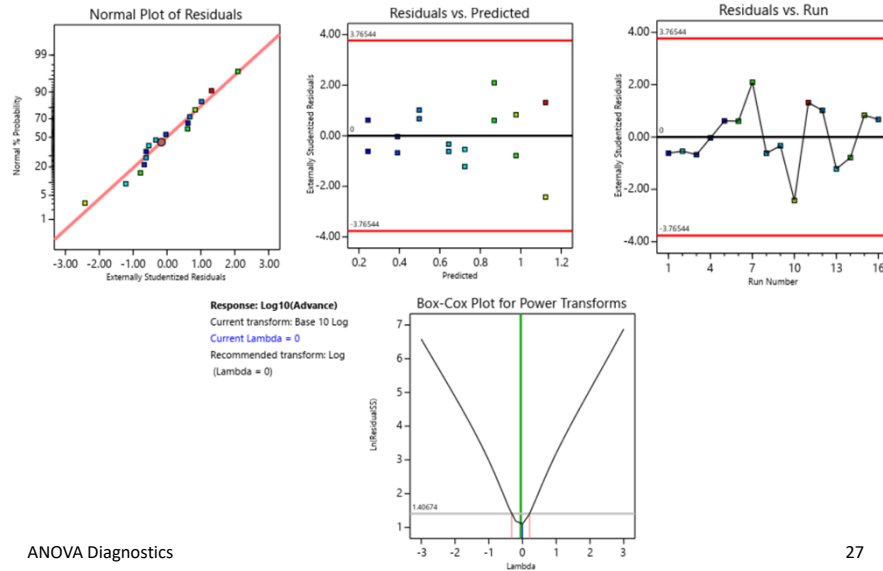 Normal Plot of Residuals
Normal % Probability
99
90
70
50
20
5
1
-3.00 -2.00 -1.00 0.00 1.00 2.00 3.00
Externally Studentized Residuals
Residuals vs. Predicted
Externally Studentized Residuals
4.00
3.76544
2.00
0
0.00
-2.00
-3.76544
-4.00
0.2 0.4 0.6 0.8 1 1.2
Predicted
Residuals vs. Run
Externally Studentized Residuals
4.00
3.76544
2.00
0
0.00
-2.00
-3.76544
-4.00
1 4 7 10 13 16
Run Number
Response: Log10(Advance)
Current transform: Base 10 Log
Current Lambda = 0
Recommended transform: Log
(Lambda = 0)
Box-Cox Plot for Power Transforms
Ln(ResidualSS)
7
6
5
4
3
2
1.40674
1
-3 -2 -1 0 1 2 3
Lambda
ANOVA Diagnostics
27